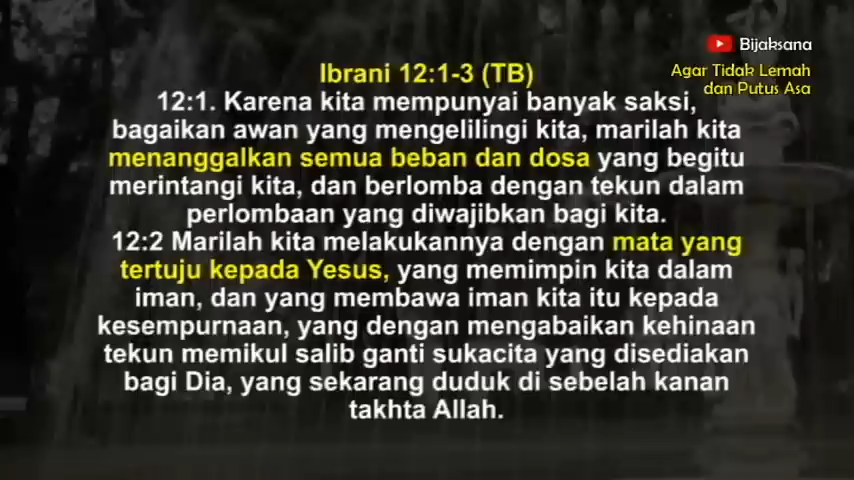 Bijaksana
Agar Tidak Lemah
dan Putus Asa
Ibrani 12:1-3 (TB)
12:1. Karena kita mempunyai banyak saksi,
bagaikan awan yang mengelilingi kita, marilah kita
menanggalkan semua beban dan dosa yang begitu
merintangi kita, dan berlomba dengan tekun dalam
perlombaan yang diwajibkan bagi kita.
12:2 Marilah kita melakukannya dengan mata yang
tertuju kepada Yesus, yang memimpin kita dalam
iman, dan yang membawa iman kita itu kepada
kesempurnaan, yang dengan mengabaikan kehinaan
tekun memikul salib ganti sukacita yang disediakan
bagi Dia, yang sekarang duduk di sebelah kanan
takhta Allah.